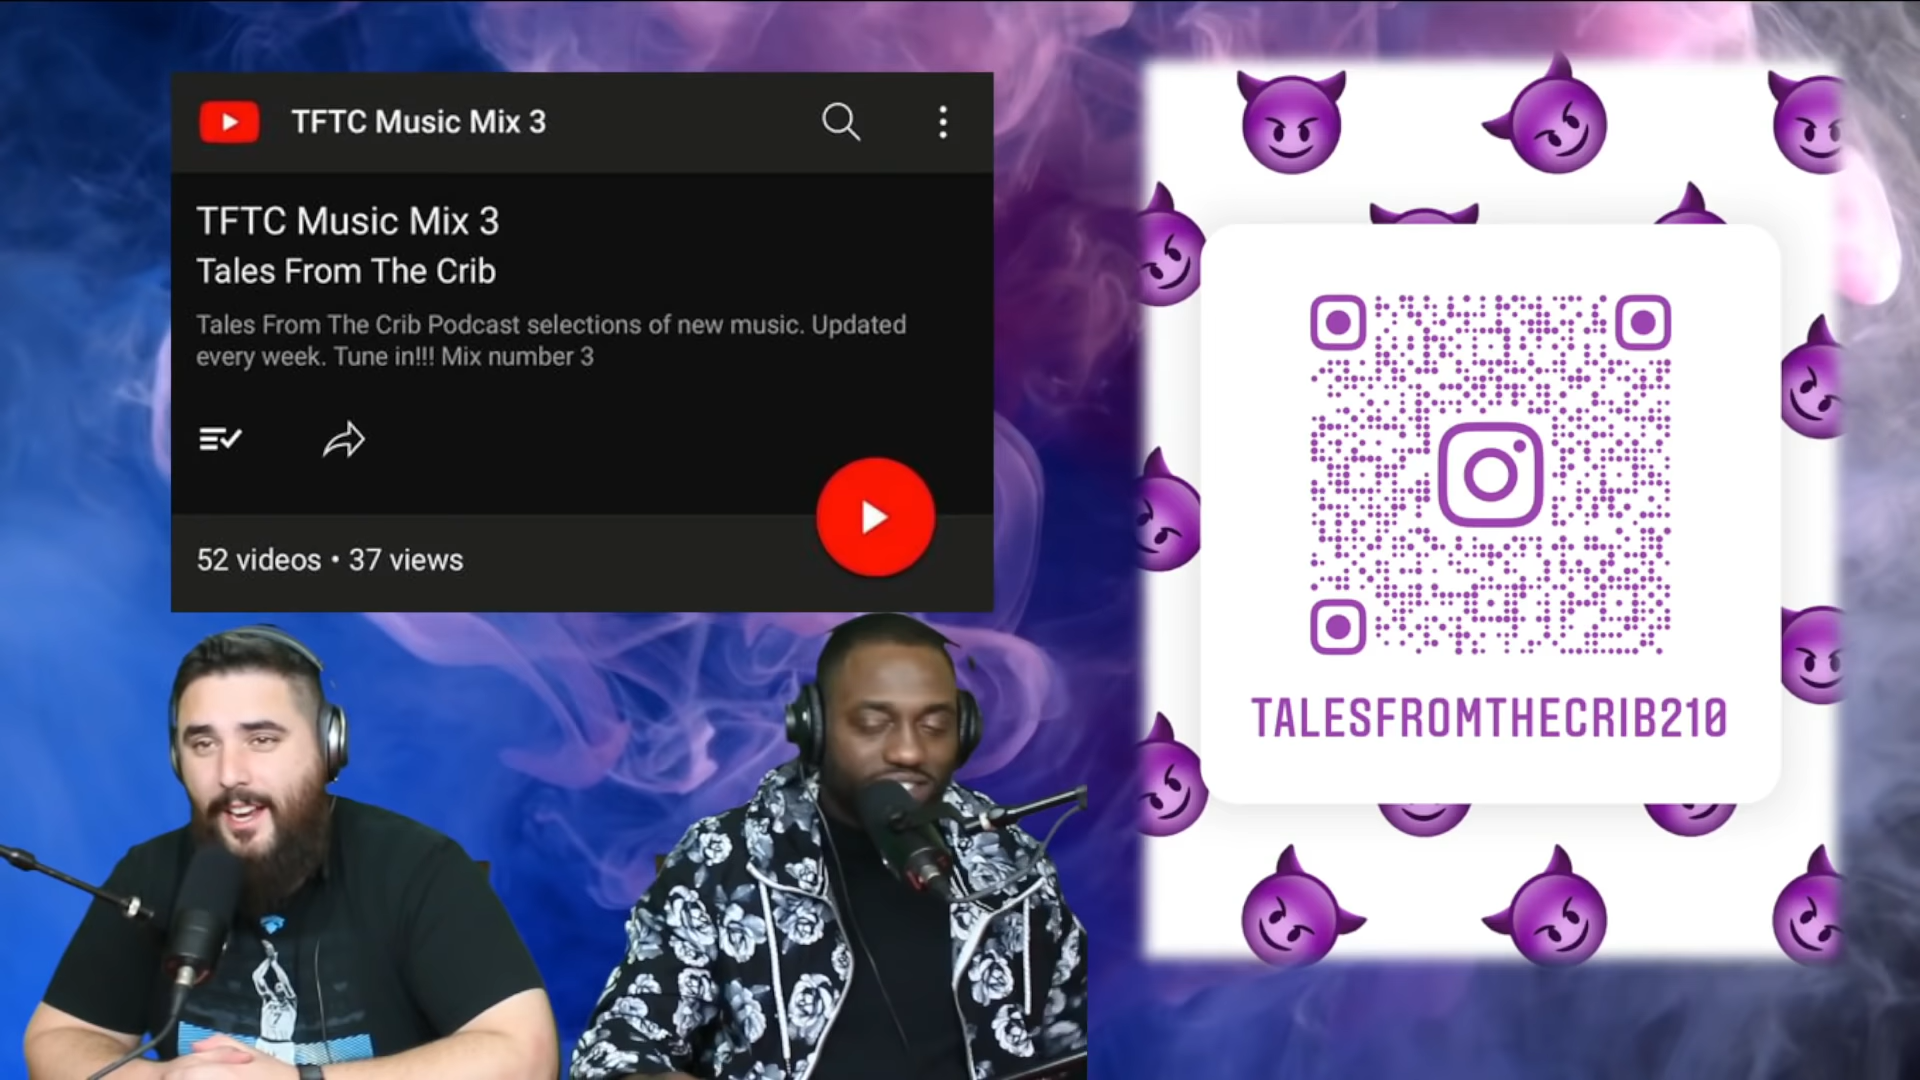 TFTC Music Mix 3
TFTC Music Mix 3
Tales From The Crib
Tales From The Crib Podcast selections of new music. Updated
every week. Tune in!!! Mix number 3
52 videos • 37 views
TALESFROMTHECRIB210